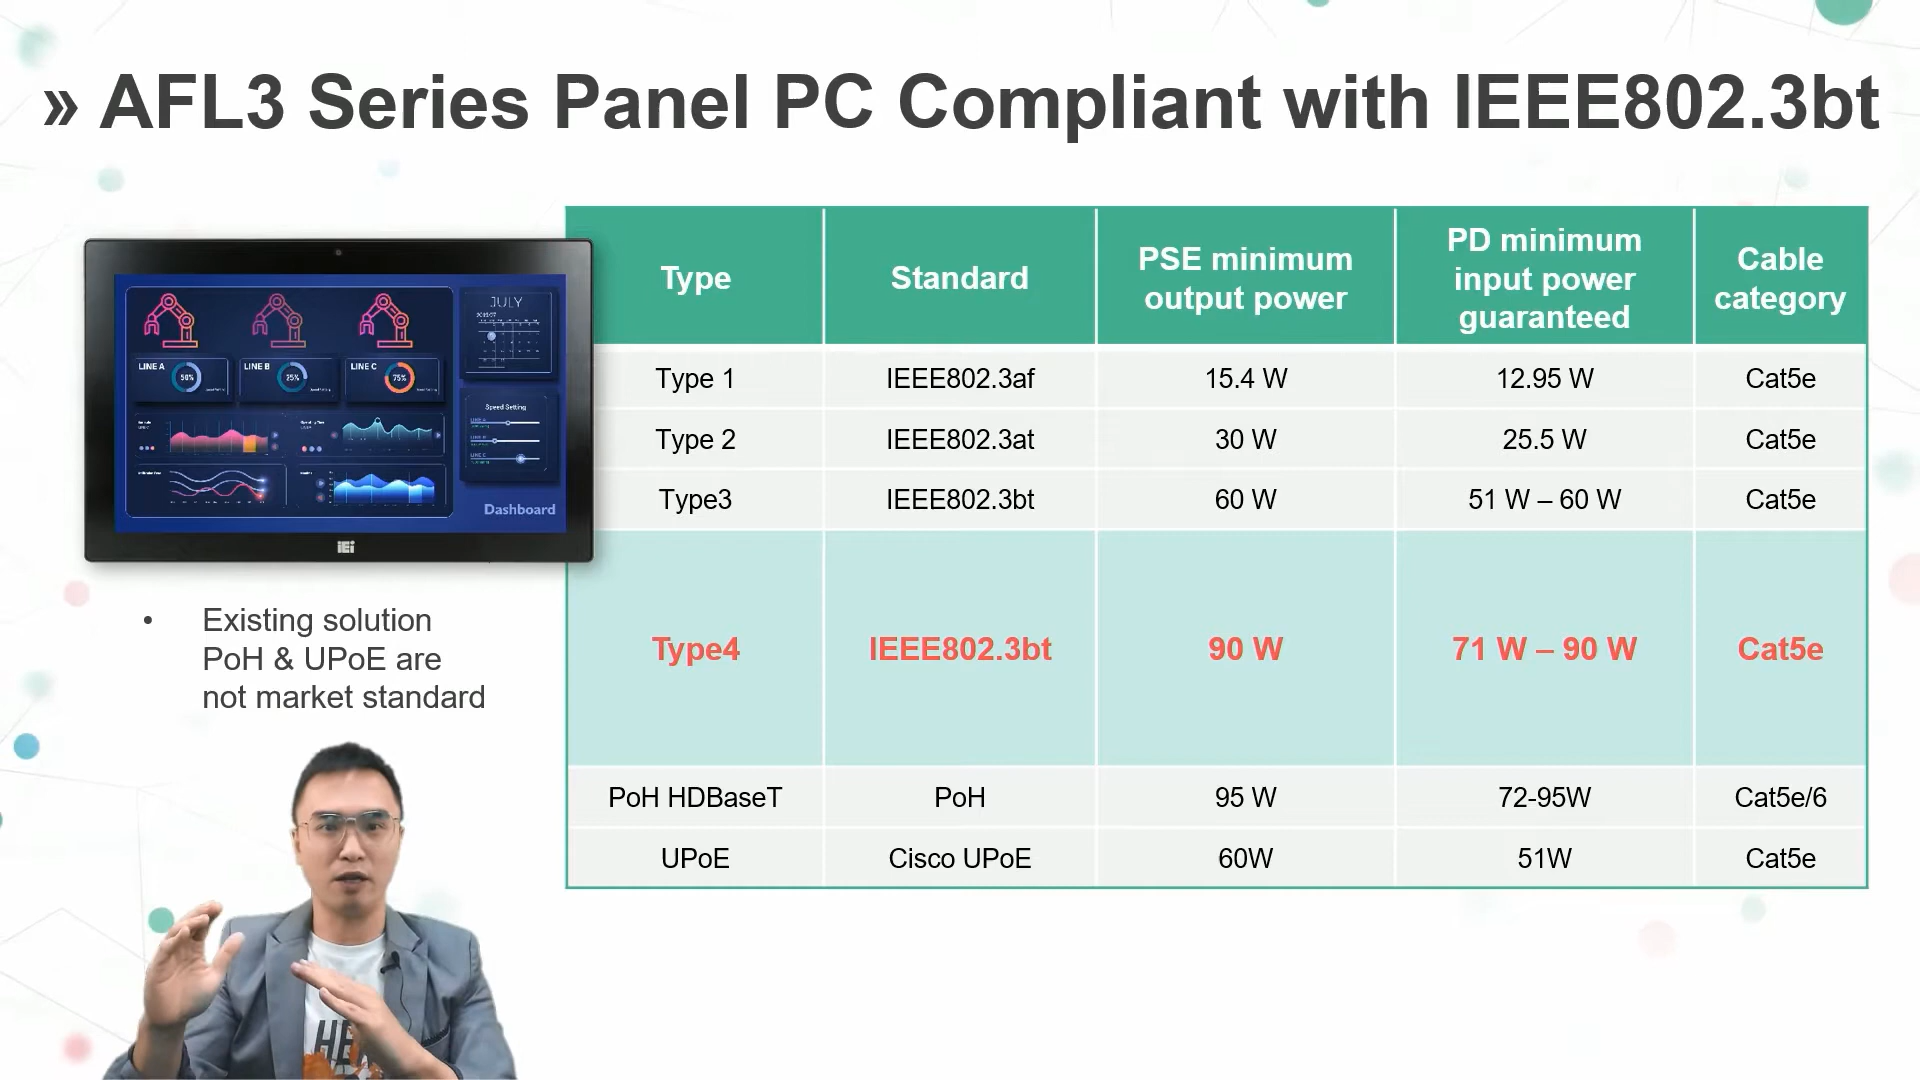 » AFL3 Series Panel PC Compliant with IEEE802.3bt
JULY
LINE A
50%
LINE B
25%
LINE C
75%
Speed Setting
Dashboard
iEi
• Existing solution
PoH & UPoE are
not market standard
Type
Standard
PSE minimum
output power
PD minimum
input power
guaranteed
Cable
category
Type 1 IEEE802.3af 15.4 W 12.95 W Cat5e
Type 2 IEEE802.3at 30 W 25.5 W Cat5e
Type3 IEEE802.3bt 60 W 51 W – 60 W Cat5e
Type4 IEEE802.3bt 90 W 71 W – 90 W Cat5e
PoH HDBaseT PoH 95 W 72-95W Cat5e/6
UPoE Cisco UPoE 60W 51W Cat5e